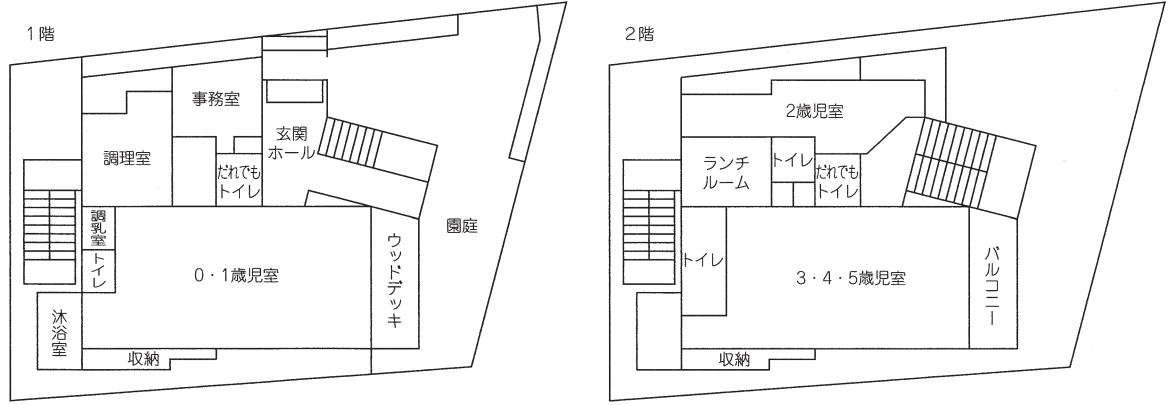 1階
事務室
玄関
ホール
調理室
だれでも
トイレ
調乳室
トイレ
0・1歳児室
ウッドデッキ
園庭
沐浴室
収納
2階
2歳児室
ランチ
ルーム
トイレ
だれでも
トイレ
トイレ
3・4・5歳児室
バルコニー
収納